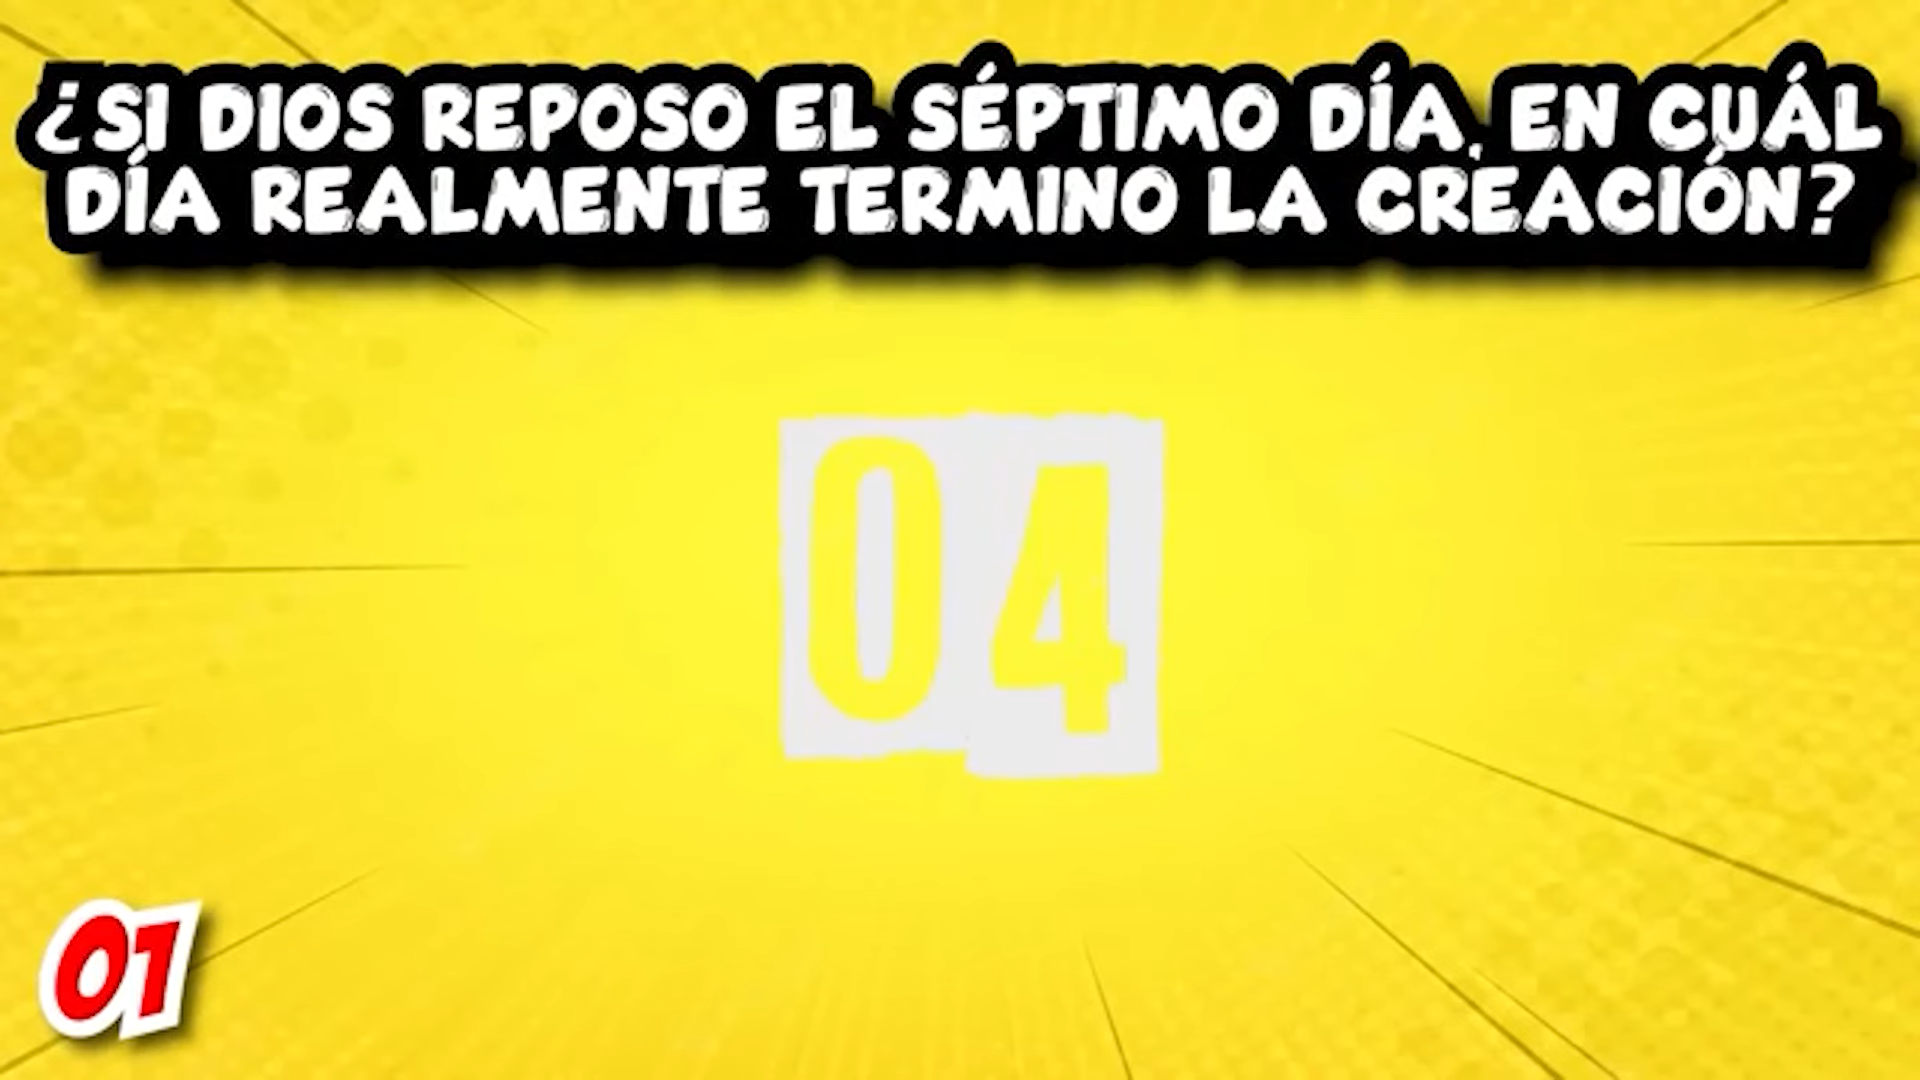 ¿SI DIOS REPOSO EL SÉPTIMO DÍA, EN CUÁL
DÍA REALMENTE TERMINO LA CREACIÓN?
04
01